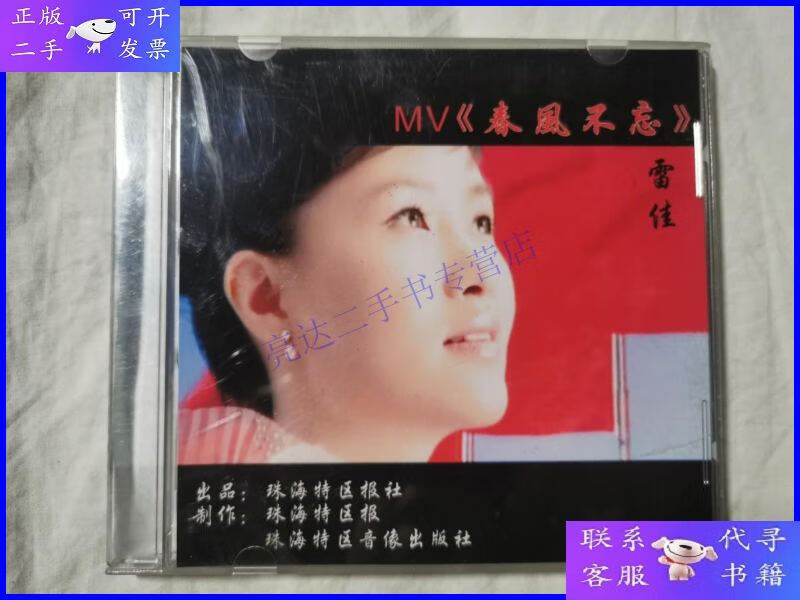 正版 可开
二手 发票
MV《春風不忘》
雷佳
亮达二手书专营店
出品：珠海特区报社
制作：珠海特区报
珠海特区音像出版社
联系 代寻
客服 书籍